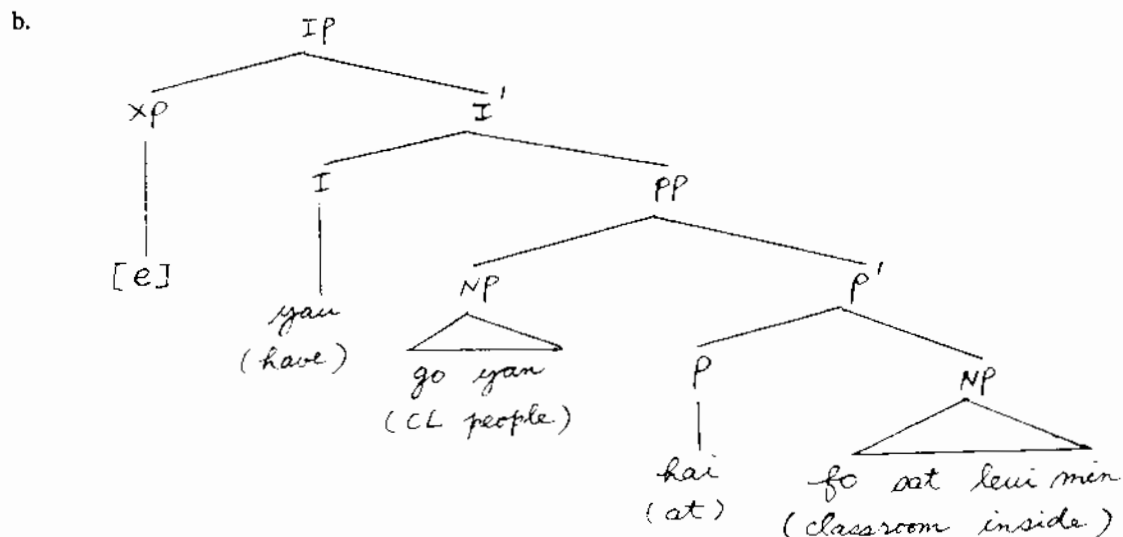 b.
IP
XP I'
I PP
[e] NP P'
yau
(have)
go yan
(CL people)
P NP
hai
(at)
fo sat leui min
(classroom inside)